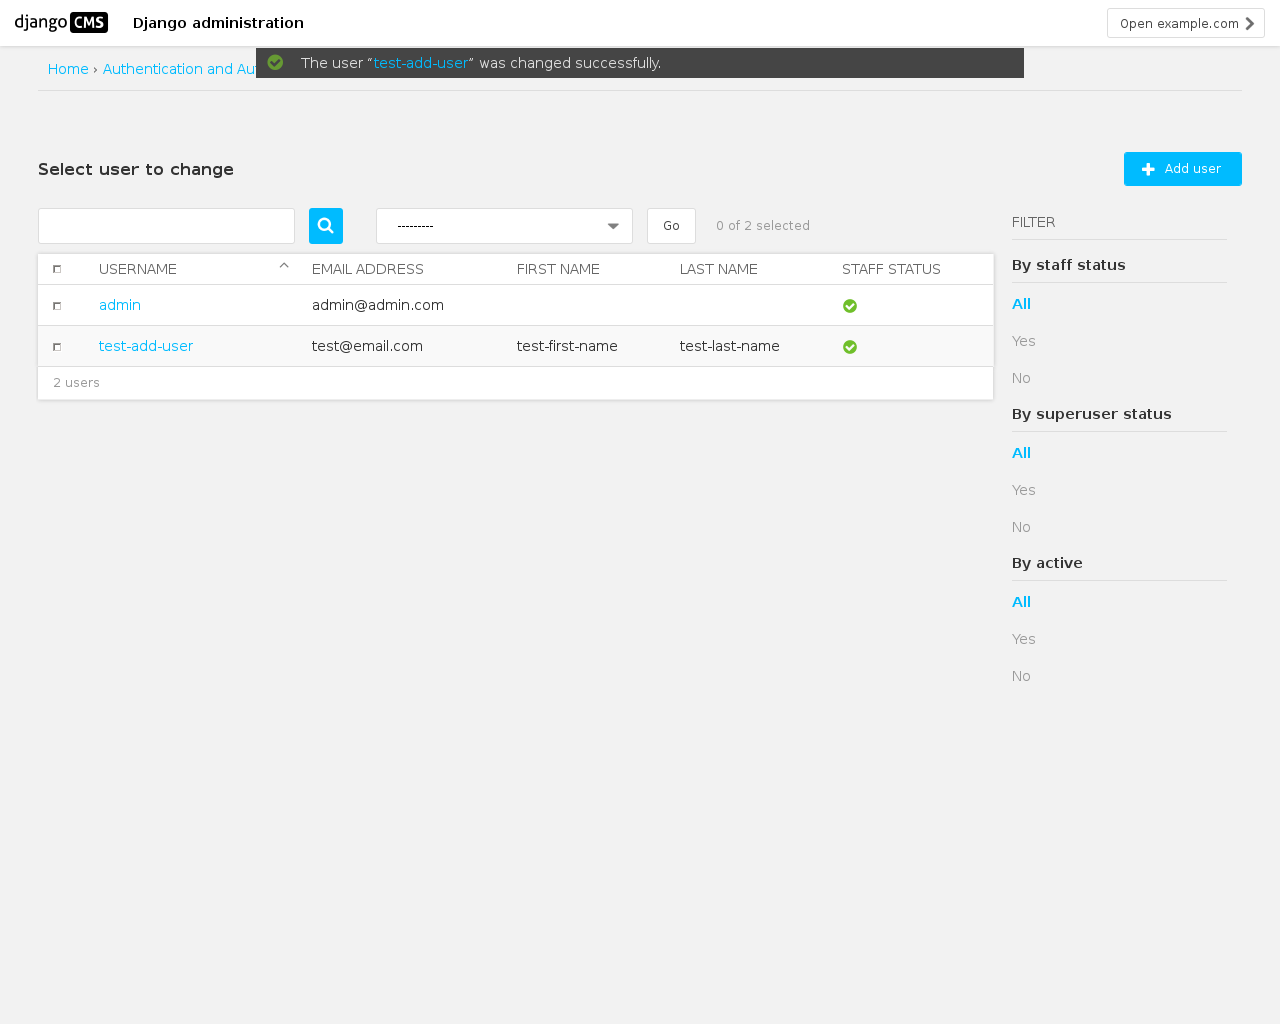 django CMS
Django administration
Open example.com
Home › Authentication and Au
The user “test-add-user” was changed successfully.
Select user to change
Add user
---------
Go
0 of 2 selected
USERNAME EMAIL ADDRESS FIRST NAME LAST NAME STAFF STATUS
admin admin@admin.com
test-add-user test@email.com test-first-name test-last-name
2 users
FILTER
By staff status
All
Yes
No
By superuser status
All
Yes
No
By active
All
Yes
No